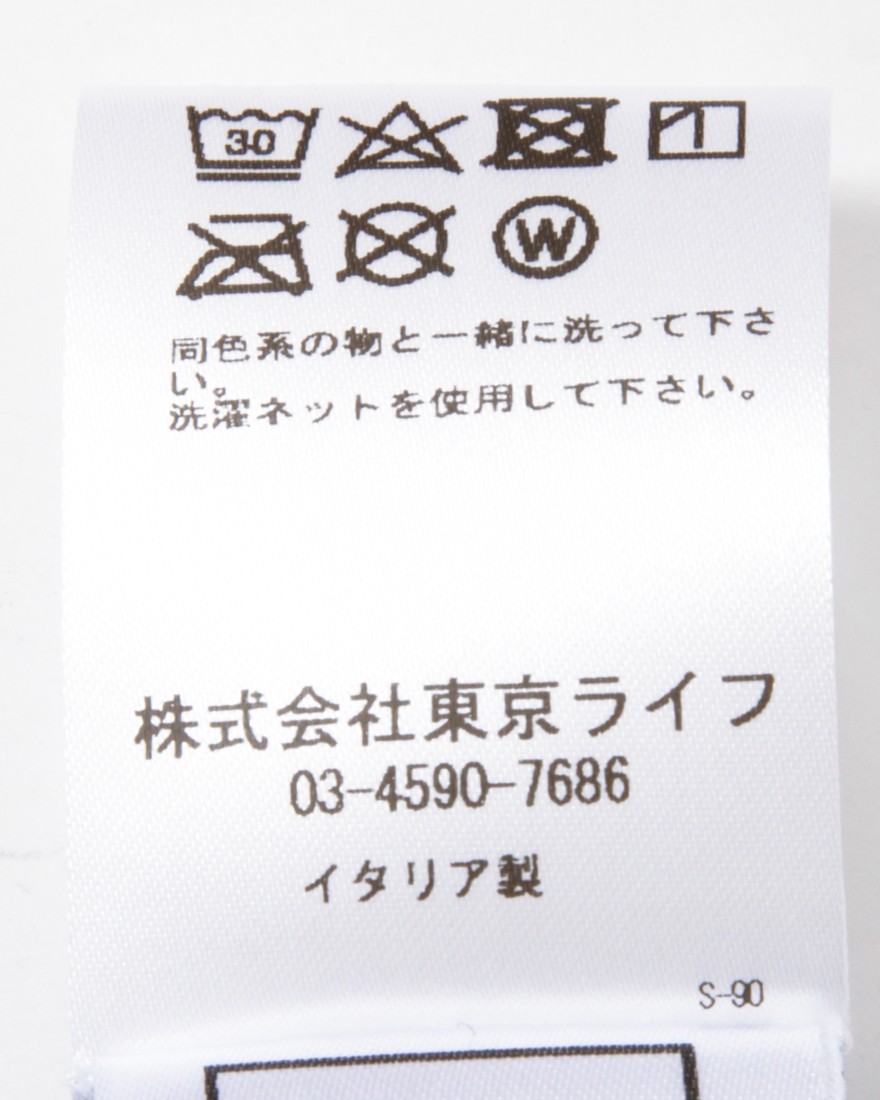 30
W
同色系の物と一緒に洗って下さ
い。
洗濯ネットを使用して下さい。
株式会社東京ライフ
03-4590-7686
イタリア製
S-90